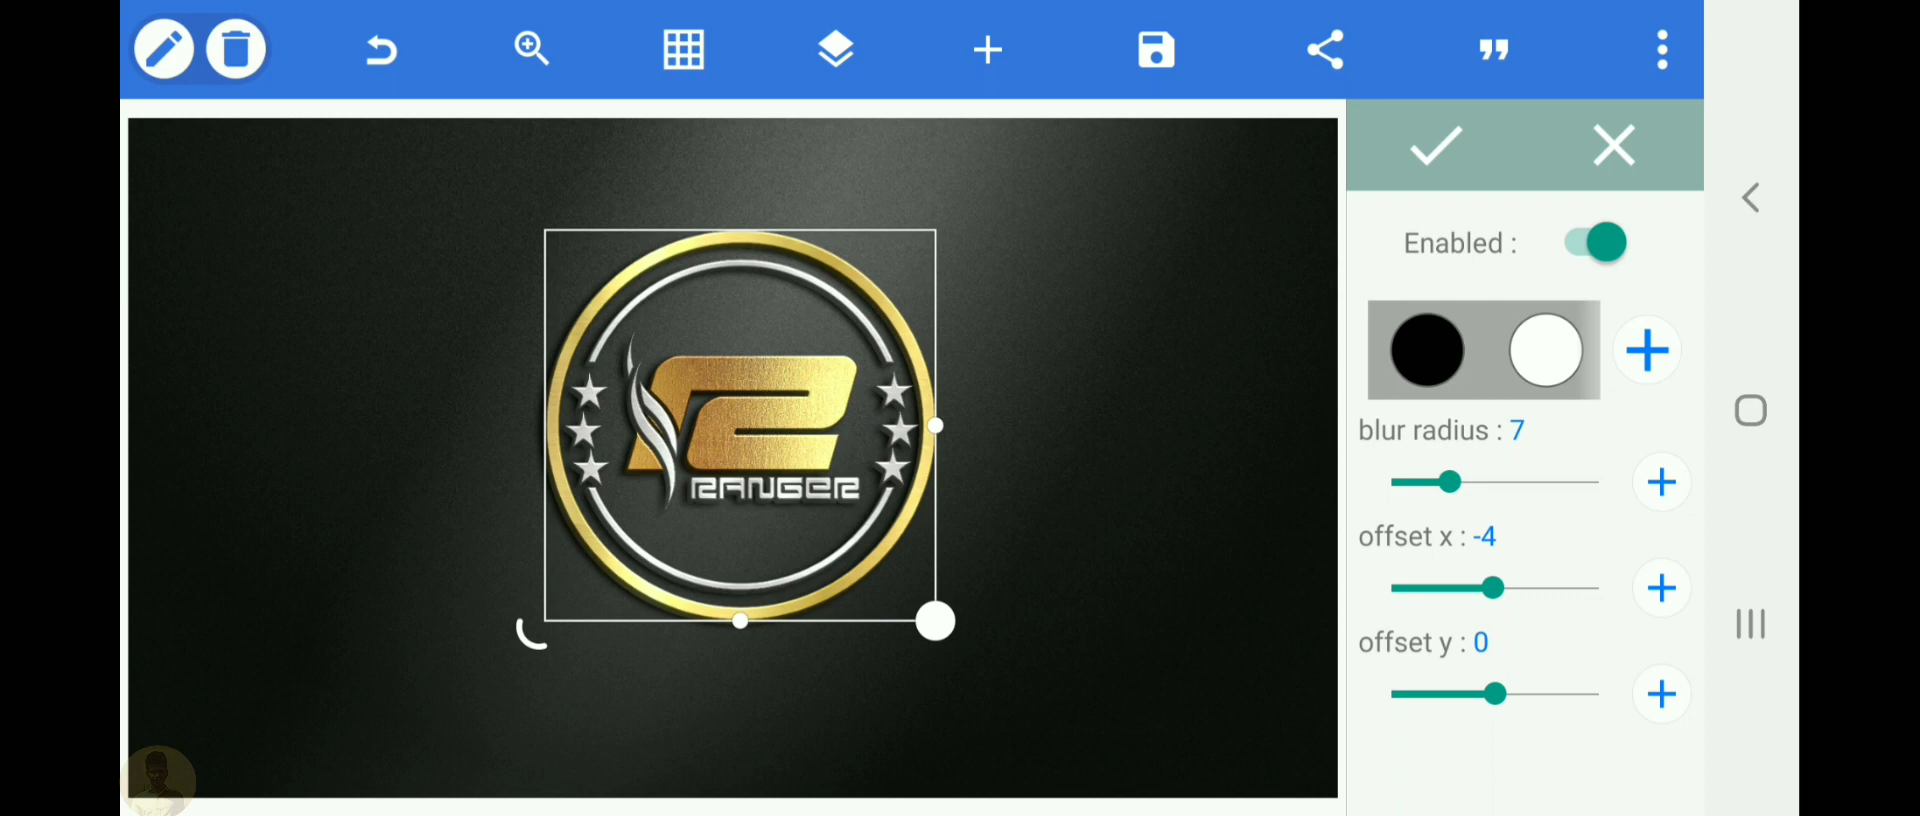 Enabled :
blur radius : 7
offset x : -4
offset y : 0
RANGER